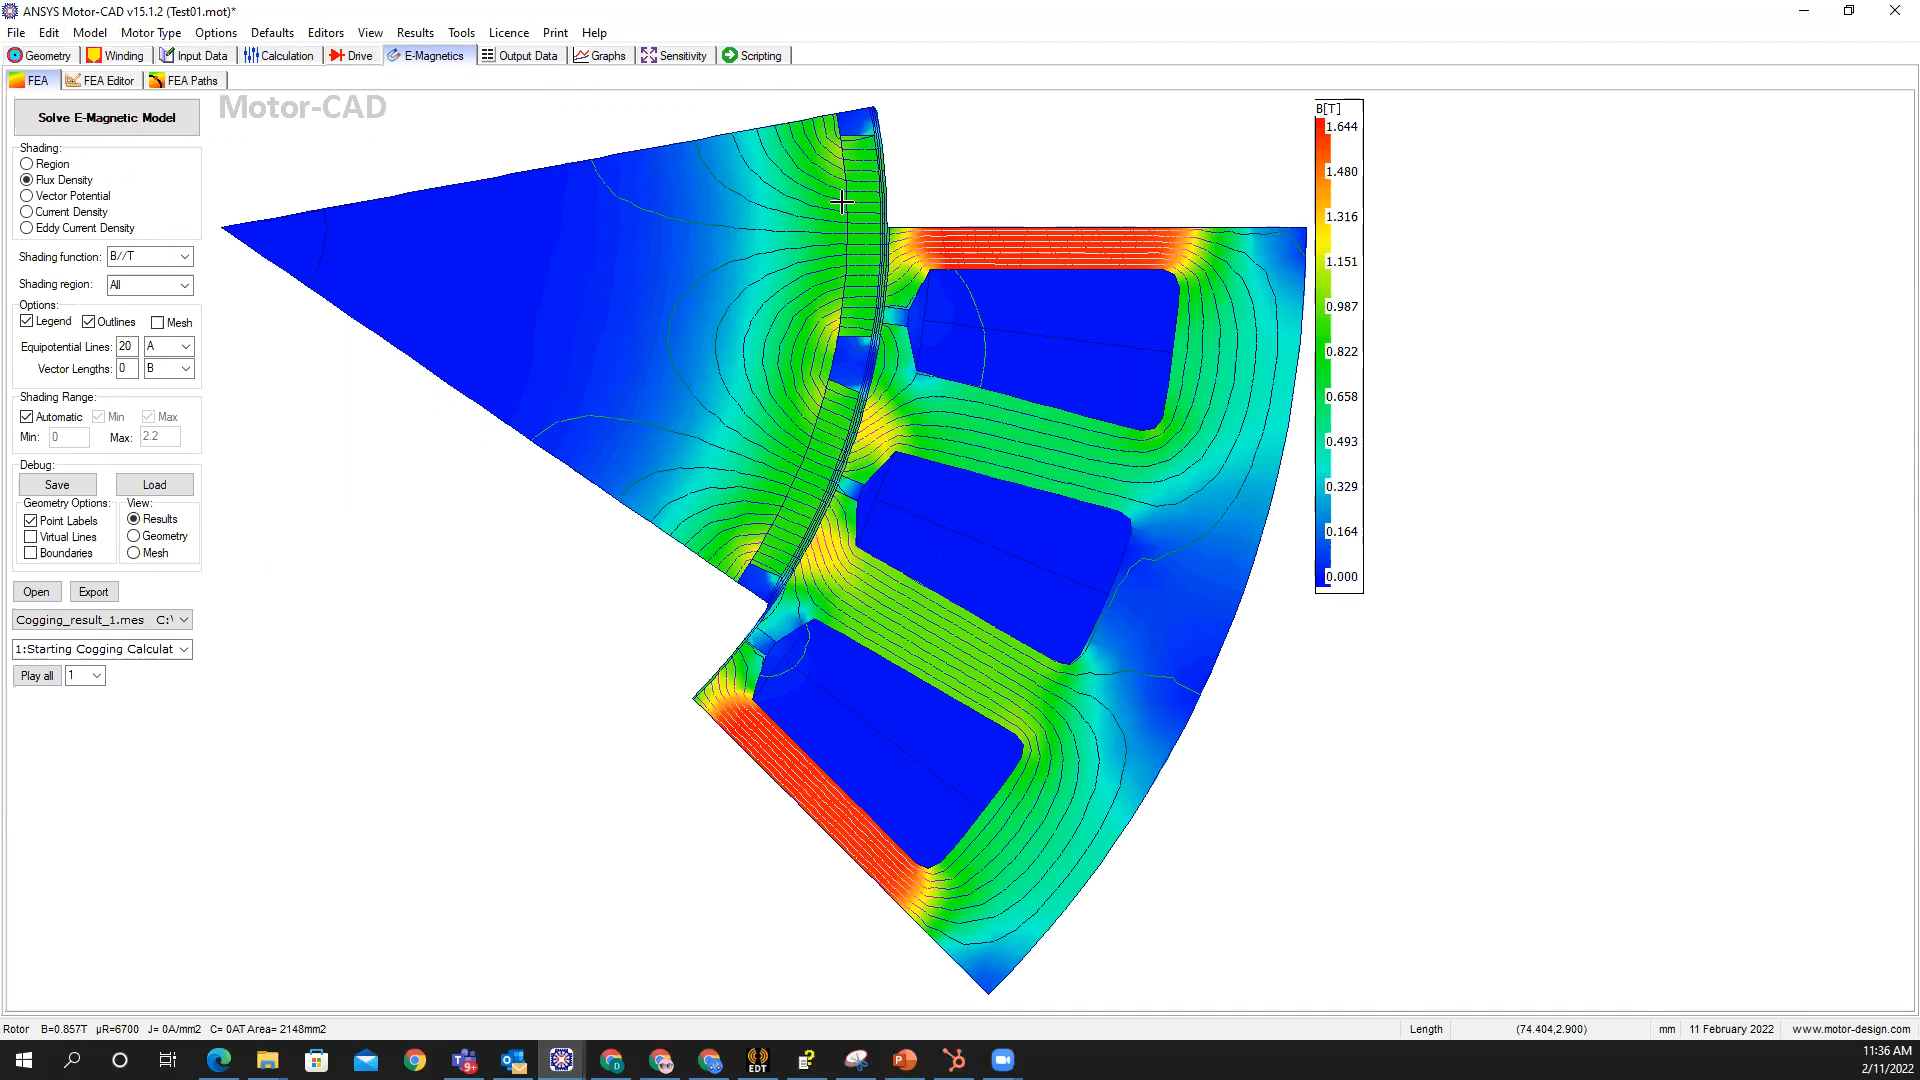 ANSYS Motor-CAD v15.1.2 (Test01.mot)*
File Edit Model Motor Type Options Defaults Editors View Results Tools Licence Print Help
Geometry Winding Input Data Calculation Drive E-Magnetics Output Data Graphs Sensitivity Scripting
FEA FEA Editor FEA Paths
Motor-CAD
Solve E-Magnetic Model
Shading:
Region
Flux Density
Vector Potential
Current Density
Eddy Current Density
Shading function: B//T
Shading region: All
Options:
Legend Outlines Mesh
Equipotential Lines: 20 A
Vector Lengths: 0 B
Shading Range:
Automatic Min Max
Min: 0 Max: 2.2
Debug:
Save Load
Geometry Options: View:
Point Labels Results
Virtual Lines Geometry
Boundaries Mesh
Open Export
Cogging_result_1.mes C:\
1:Starting Cogging Calculat
Play all 1
B[T]
1.644
1.480
1.316
1.151
0.987
0.822
0.658
0.493
0.329
0.164
0.000
Rotor B=0.857T µR=6700 J= 0A/mm2 C= 0AT Area= 2148mm2 Length (74.404,2.900) mm 11 February 2022 www.motor-design.com
9+
EDT
11:36 AM
2/11/2022